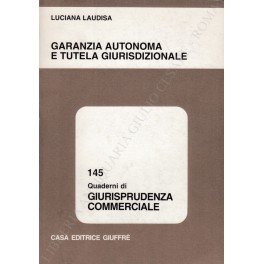 LUCIANA LAUDISA
GARANZIA AUTONOMA
E TUTELA GIURISDIZIONALE
145
Quaderni di
GIURISPRUDENZA
COMMERCIALE
CASA EDITRICE GIUFFRÈ